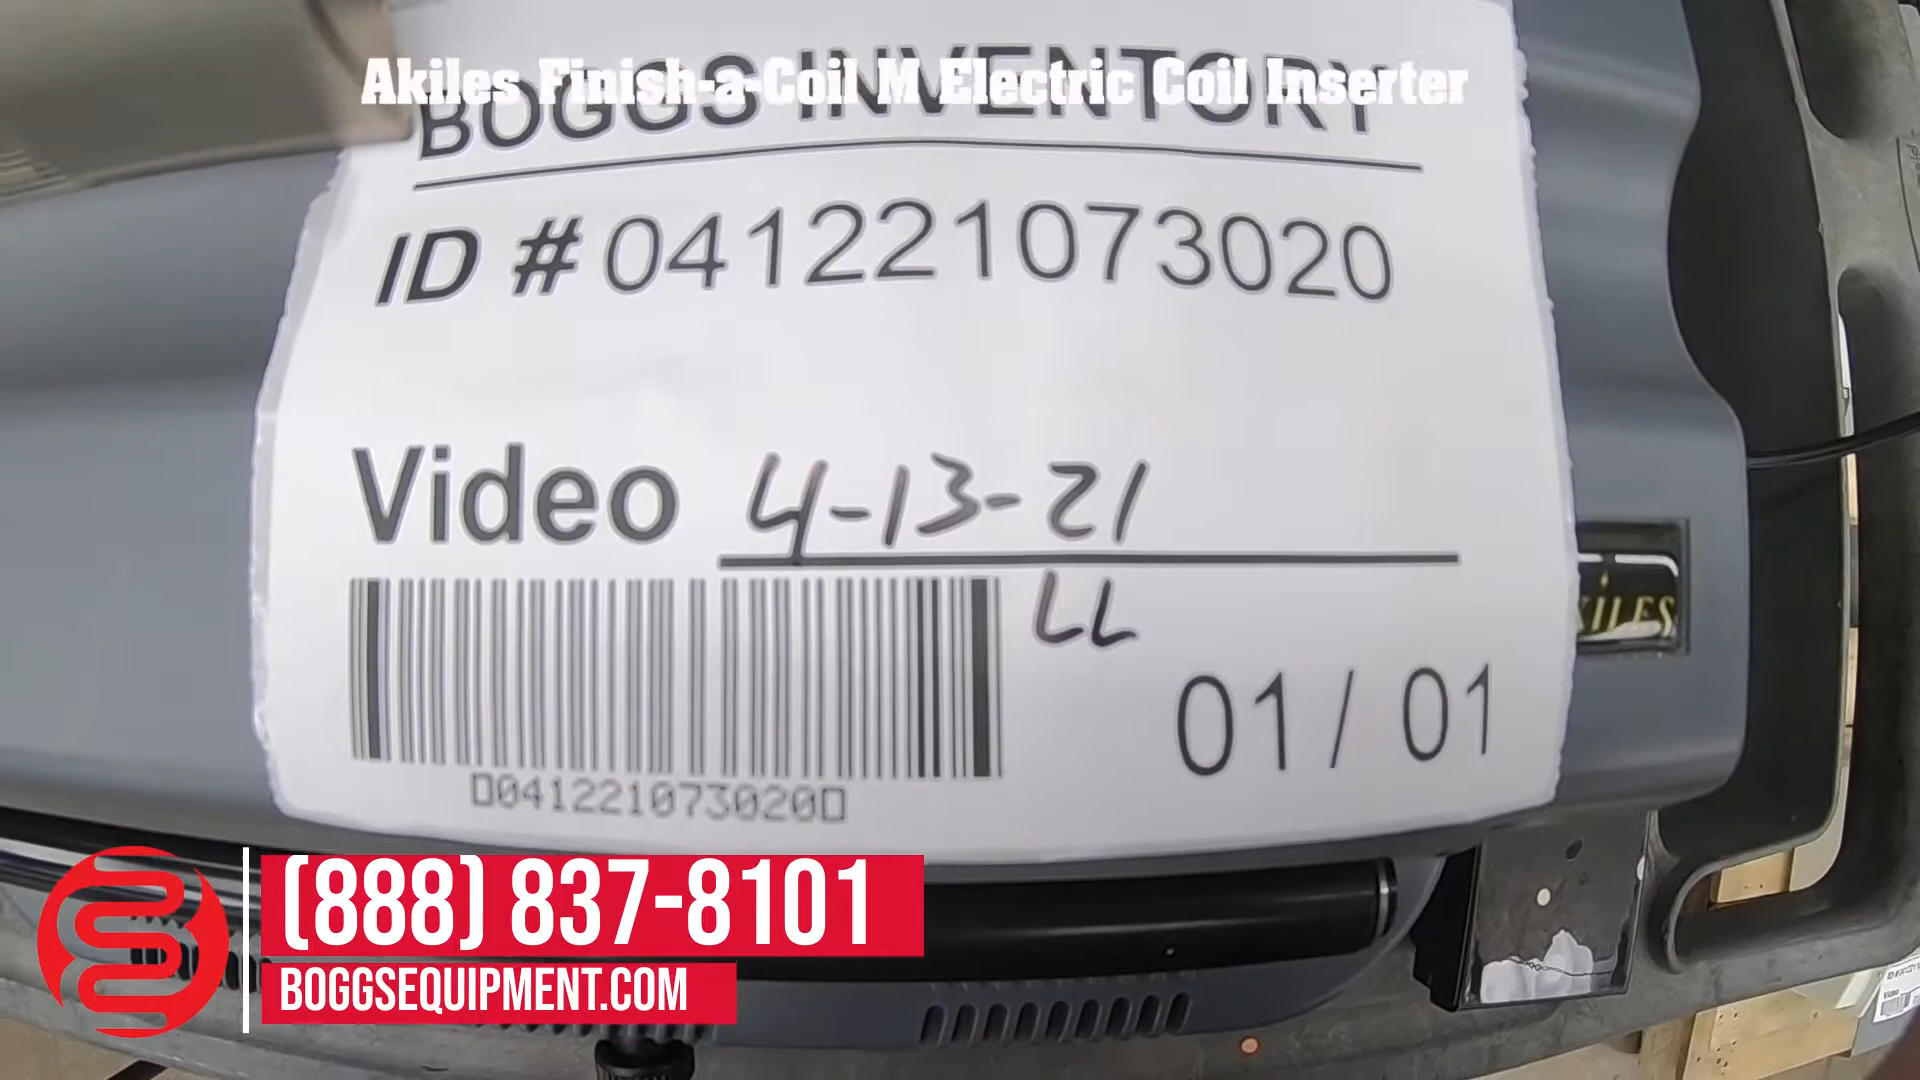 Akiles Finish-a-Coil M Electric Coil Inserter
BOGGS INVENTORY
ID # 041221073020
Video 4-13-21
LL
01 / 01
041221073020
KILES
(888) 837-8101
BOGGSEQUIPMENT.COM